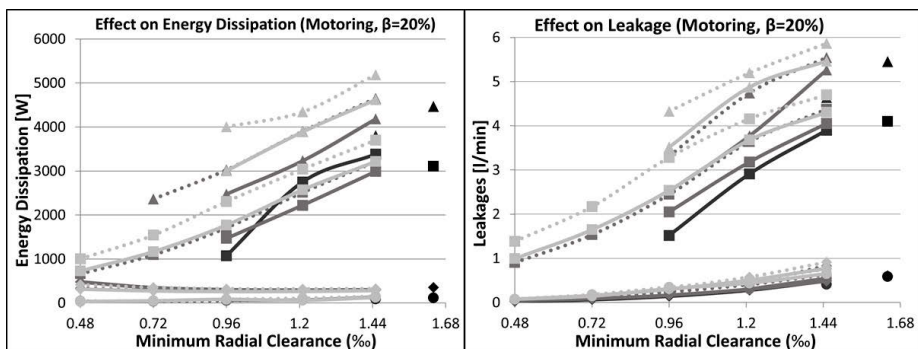 Effect on Energy Dissipation (Motoring, β=20%)
Energy Dissipation [W]
6000
5000
4000
3000
2000
1000
0
0.48 0.72 0.96 1.2 1.44 1.68
Minimum Radial Clearance (‰)
Effect on Leakage (Motoring, β=20%)
Leakages [l/min]
6
5
4
3
2
1
0
0.48 0.72 0.96 1.2 1.44 1.68
Minimum Radial Clearance (‰)